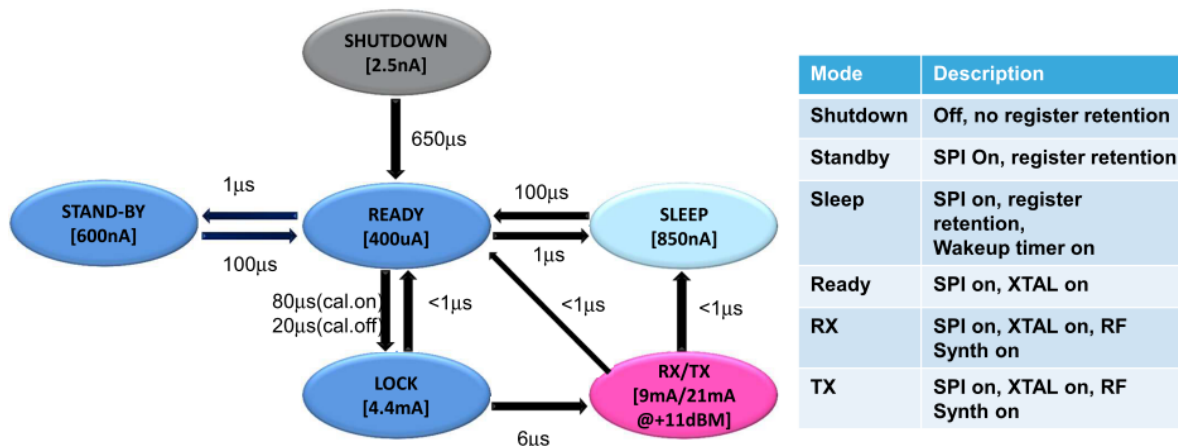 SHUTDOWN
[2.5nA]
650μs
1μs
STAND-BY
[600nA]
100μs
READY
[400uA]
100μs
1μs
SLEEP
[850nA]
80μs(cal.on)
20μs(cal.off)
<1μs
<1μs
<1μs
LOCK
[4.4mA]
6μs
RX/TX
[9mA/21mA
@+11dBM]
Mode Description
Shutdown Off, no register retention
Standby SPI On, register retention
Sleep SPI on, register
retention,
Wakeup timer on
Ready SPI on, XTAL on
RX SPI on, XTAL on, RF
Synth on
TX SPI on, XTAL on, RF
Synth on